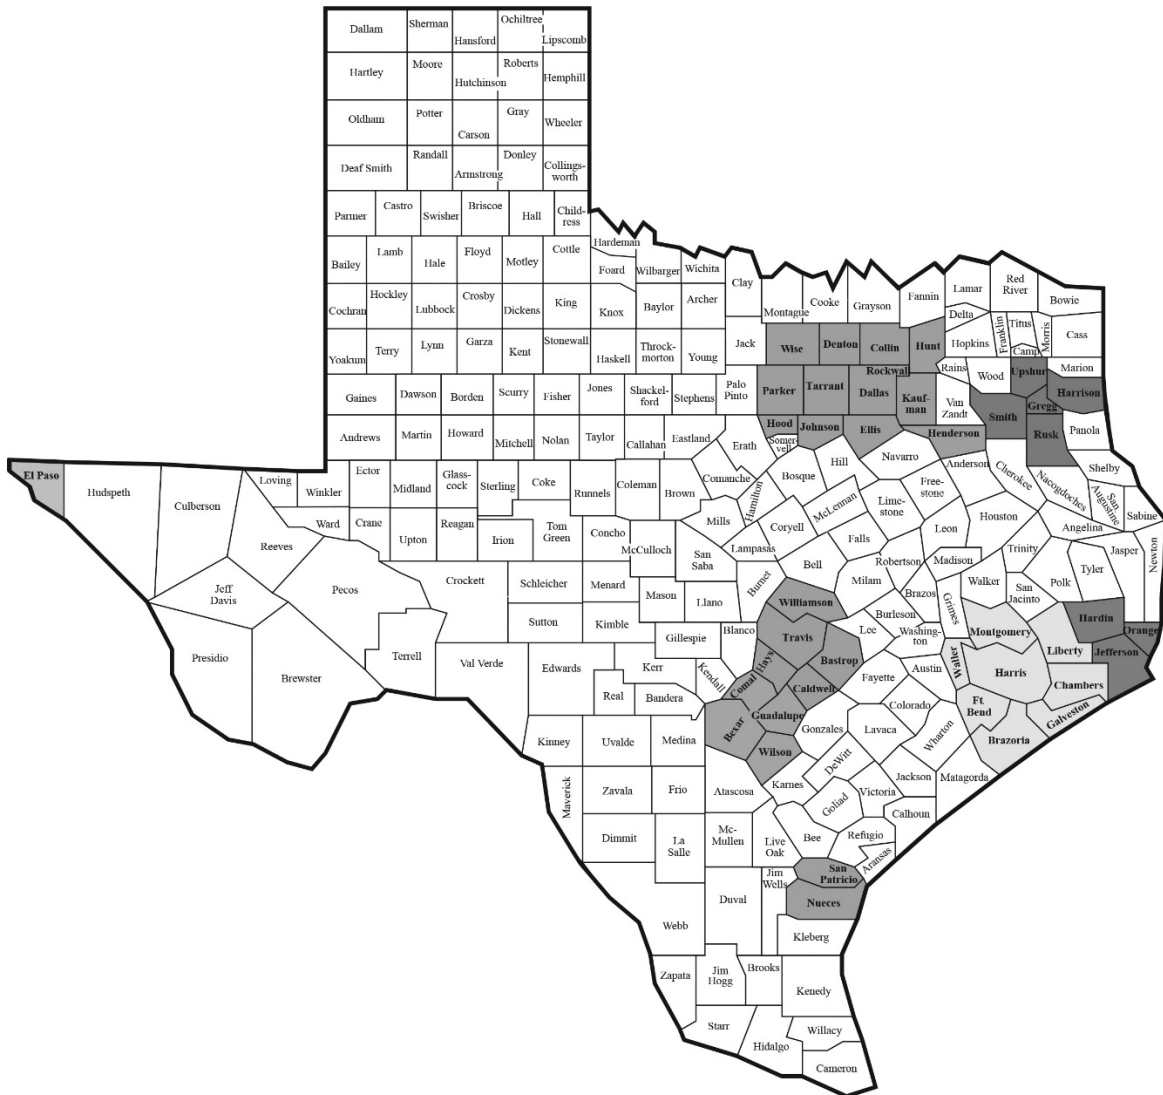 Dallam
Sherman
Hansford
Ochiltree
Lipscomb
Hartley
Moore
Hutchinson
Roberts
Hemphill
Oldham
Potter
Carson
Gray
Wheeler
Deaf Smith
Randall
Armstrong
Donley
Collings-
worth
Parmer
Castro
Swisher
Briscoe
Hall
Child-
ress
Bailey
Lamb
Hale
Floyd
Motley
Cottle
Hardeman
Foard
Wilbarger
Wichita
Clay
Montague
Cooke
Grayson
Fannin
Lamar
Red
River
Bowie
Cochran
Hockley
Lubbock
Crosby
Dickens
King
Knox
Baylor
Archer
Delta
Hopkins
Franklin
Titus
Camp
Morris
Cass
Yoakum
Terry
Lynn
Garza
Kent
Stonewall
Haskell
Throck-
morton
Young
Jack
Wise
Denton
Collin
Hunt
Rockwall
Rains
Wood
Upshur
Marion
Gaines
Dawson
Borden
Scurry
Fisher
Jones
Shackel-
ford
Stephens
Palo
Pinto
Parker
Tarrant
Dallas
Kauf-
man
Van
Zandt
Smith
Gregg
Harrison
Andrews
Martin
Howard
Mitchell
Nolan
Taylor
Callahan
Eastland
Erath
Hood
Somer-
vell
Johnson
Ellis
Henderson
Rusk
Panola
El Paso
Hudspeth
Culberson
Loving
Winkler
Ector
Midland
Glass-
cock
Sterling
Coke
Runnels
Coleman
Brown
Comanche
Hamilton
Bosque
Hill
Navarro
Free-
stone
Anderson
Cherokee
Nacogdoches
Shelby
San
Augustine
Sabine
Ward
Crane
Upton
Reagan
Irion
Tom
Green
Concho
McCulloch
San
Saba
Mills
Lampasas
Coryell
McLennan
Lime-
stone
Falls
Leon
Houston
Angelina
Reeves
Jeff
Davis
Pecos
Crockett
Schleicher
Menard
Mason
Llano
Burnet
Bell
Milam
Robertson
Madison
Brazos
Grimes
Walker
Trinity
San
Jacinto
Polk
Tyler
Jasper
Newton
Presidio
Brewster
Terrell
Val Verde
Sutton
Kimble
Gillespie
Blanco
Williamson
Travis
Bastrop
Lee
Burleson
Washing-
ton
Montgomery
Liberty
Hardin
Orange
Jefferson
Edwards
Real
Kerr
Bandera
Kendall
Comal
Hays
Caldwell
Fayette
Austin
Waller
Harris
Chambers
Kinney
Uvalde
Medina
Bexar
Guadalupe
Wilson
Gonzales
Lavaca
Colorado
Wharton
Ft
Bend
Brazoria
Galveston
Maverick
Zavala
Frio
Atascosa
Karnes
DeWitt
Victoria
Jackson
Matagorda
Dimmit
La
Salle
Mc-
Mullen
Live
Oak
Bee
Goliad
Refugio
Calhoun
Aransas
Webb
Duval
Jim
Wells
San
Patricio
Nueces
Kleberg
Zapata
Jim
Hogg
Brooks
Kenedy
Starr
Hidalgo
Willacy
Cameron